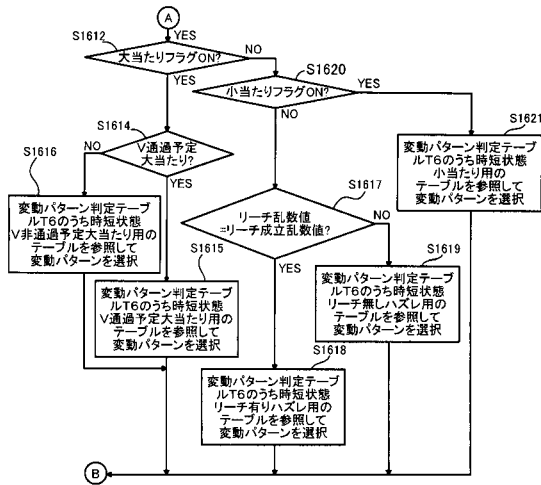 A
YES
S1612
大当たりフラグON?
NO
YES
S1620
小当たりフラグON?
YES
NO
S1614
V通過予定
大当たり?
NO
YES
S1616
変動パターン判定テーブ
ルT6のうち時短状態
V非通過予定大当たり用の
テーブルを参照して
変動パターンを選択
S1615
変動パターン判定テーブ
ルT6のうち時短状態
V通過予定大当たり用の
テーブルを参照して
変動パターンを選択
S1621
変動パターン判定テーブ
ルT6のうち時短状態
小当たり用の
テーブルを参照して
変動パターンを選択
S1617
リーチ乱数値
=リーチ成立乱数値?
NO
YES
S1619
変動パターン判定テーブ
ルT6のうち時短状態
リーチ無しハズレ用の
テーブルを参照して
変動パターンを選択
S1618
変動パターン判定テーブ
ルT6のうち時短状態
リーチ有りハズレ用の
テーブルを参照して
変動パターンを選択
B